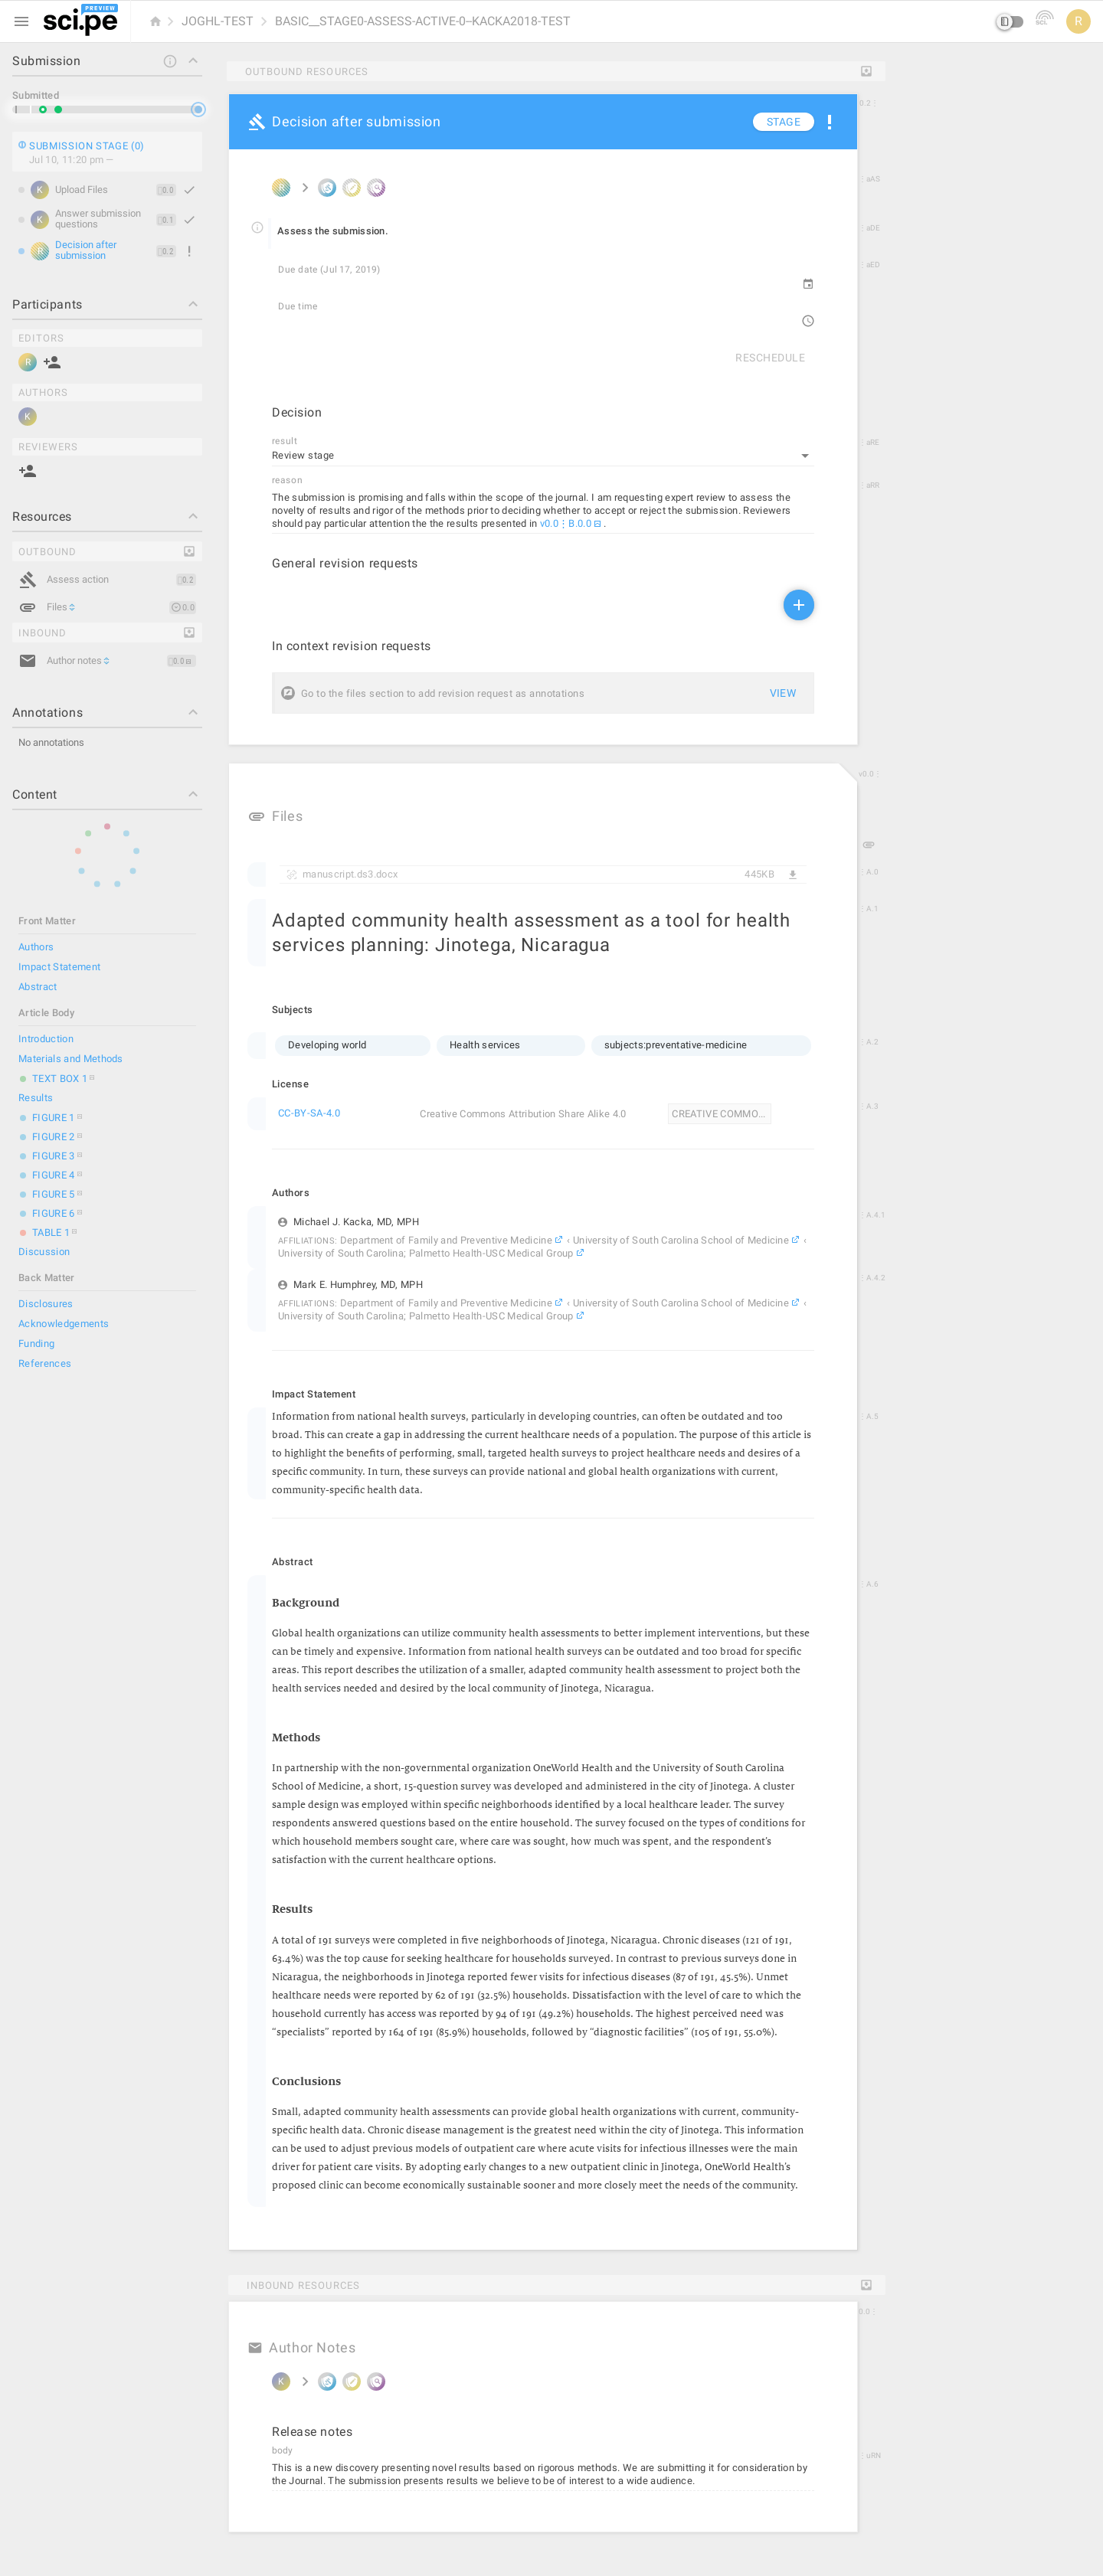 sci.pe PREVIEW
JOGHL-TEST
BASIC__STAGE0-ASSESS-ACTIVE-0--KACKA2018-TEST
SCL
R
Submission
Submitted
SUBMISSION STAGE (0)
Jul 10, 11:20 pm —
K Upload Files 0.0
K Answer submission questions 0.1
R Decision after submission 0.2
Participants
EDITORS
R
AUTHORS
K
REVIEWERS
Resources
OUTBOUND
Assess action 0.2
Files 0.0
INBOUND
Author notes 0.0
Annotations
No annotations
Content
Front Matter
Authors
Impact Statement
Abstract
Article Body
Introduction
Materials and Methods
TEXT BOX 1
Results
FIGURE 1
FIGURE 2
FIGURE 3
FIGURE 4
FIGURE 5
FIGURE 6
TABLE 1
Discussion
Back Matter
Disclosures
Acknowledgements
Funding
References
OUTBOUND RESOURCES
Decision after submission
STAGE
0.2
R
aAS
Assess the submission.
aDE
Due date (Jul 17, 2019)
aED
Due time
RESCHEDULE
Decision
result
aRE
Review stage
reason
aRR
The submission is promising and falls within the scope of the journal. I am requesting expert review to assess the
novelty of results and rigor of the methods prior to deciding whether to accept or reject the submission. Reviewers
should pay particular attention the the results presented in v0.0⋮B.0.0 .
General revision requests
In context revision requests
Go to the files section to add revision request as annotations
VIEW
v0.0
Files
manuscript.ds3.docx
445KB
A.0
A.1
Adapted community health assessment as a tool for health
services planning: Jinotega, Nicaragua
Subjects
Developing world
Health services
subjects:preventative-medicine
A.2
License
CC-BY-SA-4.0
Creative Commons Attribution Share Alike 4.0
CREATIVE COMMO...
A.3
Authors
A.4.1
Michael J. Kacka, MD, MPH
AFFILIATIONS: Department of Family and Preventive Medicine ‹ University of South Carolina School of Medicine ‹
University of South Carolina; Palmetto Health-USC Medical Group
A.4.2
Mark E. Humphrey, MD, MPH
AFFILIATIONS: Department of Family and Preventive Medicine ‹ University of South Carolina School of Medicine ‹
University of South Carolina; Palmetto Health-USC Medical Group
Impact Statement
A.5
Information from national health surveys, particularly in developing countries, can often be outdated and too
broad. This can create a gap in addressing the current healthcare needs of a population. The purpose of this article is
to highlight the benefits of performing, small, targeted health surveys to project healthcare needs and desires of a
specific community. In turn, these surveys can provide national and global health organizations with current,
community-specific health data.
Abstract
A.6
Background
Global health organizations can utilize community health assessments to better implement interventions, but these
can be timely and expensive. Information from national health surveys can be outdated and too broad for specific
areas. This report describes the utilization of a smaller, adapted community health assessment to project both the
health services needed and desired by the local community of Jinotega, Nicaragua.
Methods
In partnership with the non-governmental organization OneWorld Health and the University of South Carolina
School of Medicine, a short, 15-question survey was developed and administered in the city of Jinotega. A cluster
sample design was employed within specific neighborhoods identified by a local healthcare leader. The survey
respondents answered questions based on the entire household. The survey focused on the types of conditions for
which household members sought care, where care was sought, how much was spent, and the respondent's
satisfaction with the current healthcare options.
Results
A total of 191 surveys were completed in five neighborhoods of Jinotega, Nicaragua. Chronic diseases (121 of 191,
63.4%) was the top cause for seeking healthcare for households surveyed. In contrast to previous surveys done in
Nicaragua, the neighborhoods in Jinotega reported fewer visits for infectious diseases (87 of 191, 45.5%). Unmet
healthcare needs were reported by 62 of 191 (32.5%) households. Dissatisfaction with the level of care to which the
household currently has access was reported by 94 of 191 (49.2%) households. The highest perceived need was
“specialists” reported by 164 of 191 (85.9%) households, followed by “diagnostic facilities” (105 of 191, 55.0%).
Conclusions
Small, adapted community health assessments can provide global health organizations with current, community-
specific health data. Chronic disease management is the greatest need within the city of Jinotega. This information
can be used to adjust previous models of outpatient care where acute visits for infectious illnesses were the main
driver for patient care visits. By adopting early changes to a new outpatient clinic in Jinotega, OneWorld Health's
proposed clinic can become economically sustainable sooner and more closely meet the needs of the community.
INBOUND RESOURCES
0.0
Author Notes
K
Release notes
body
uRN
This is a new discovery presenting novel results based on rigorous methods. We are submitting it for consideration by
the Journal. The submission presents results we believe to be of interest to a wide audience.